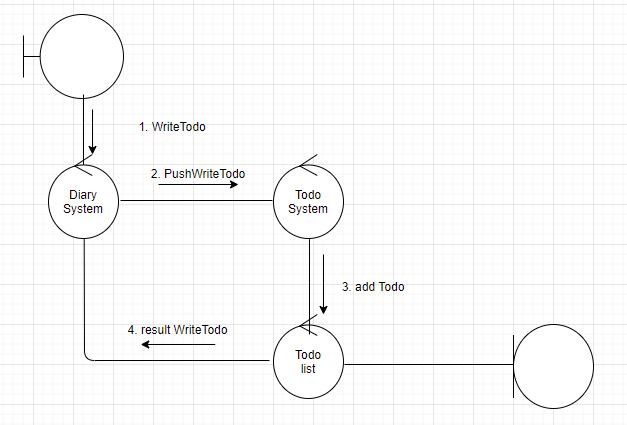 1. WriteTodo
2. PushWriteTodo
Diary
System
Todo
System
3. add Todo
4. result WriteTodo
Todo
list